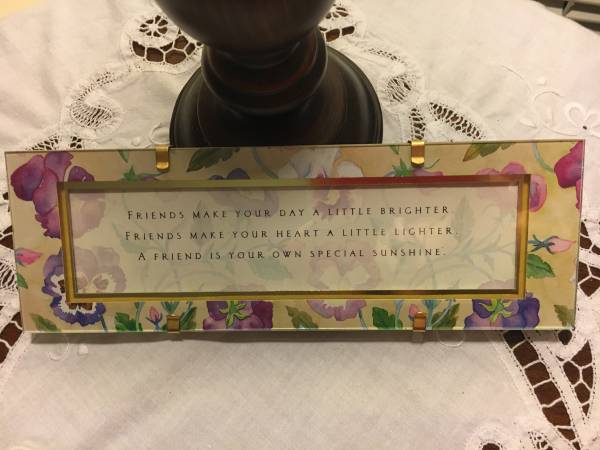 Friends make your day a little brighter.
Friends make your heart a little lighter.
A friend is your own special sunshine.